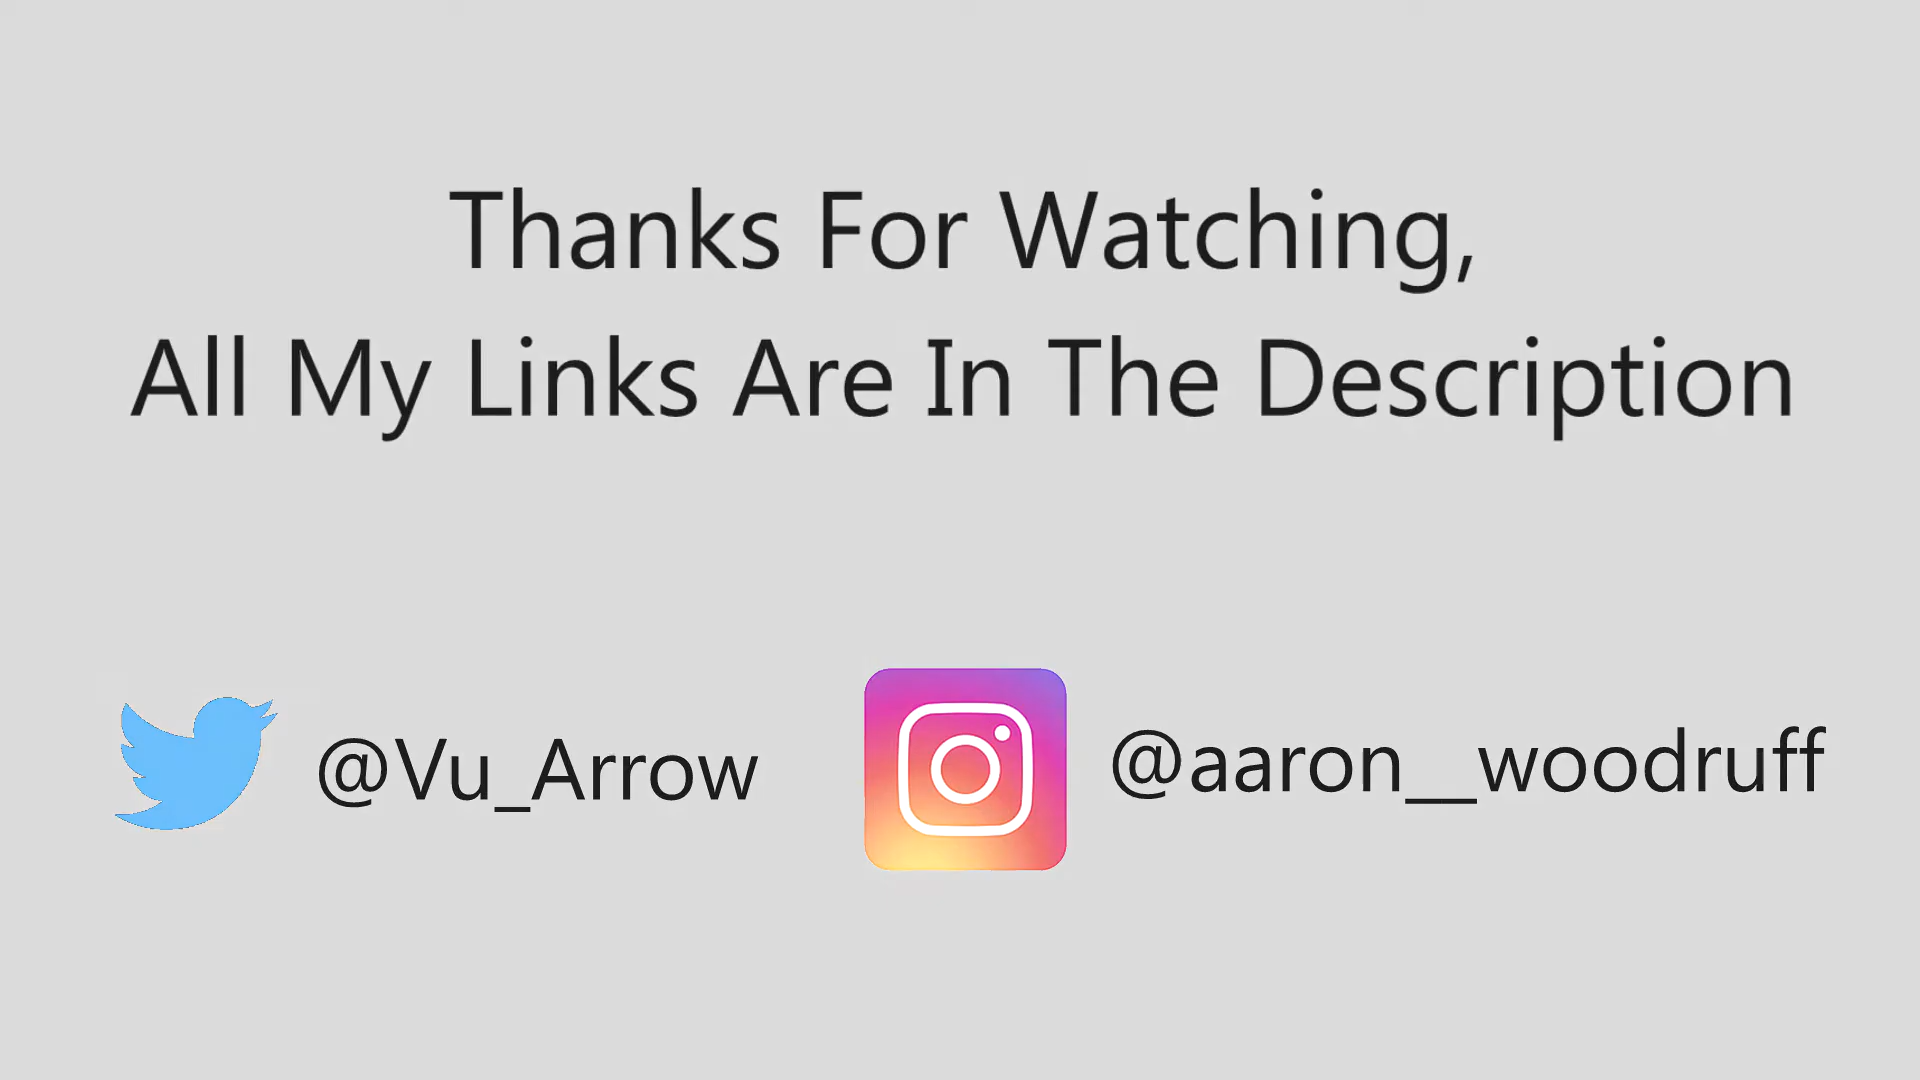 Thanks For Watching,
All My Links Are In The Description
@Vu_Arrow
@aaron__woodruff